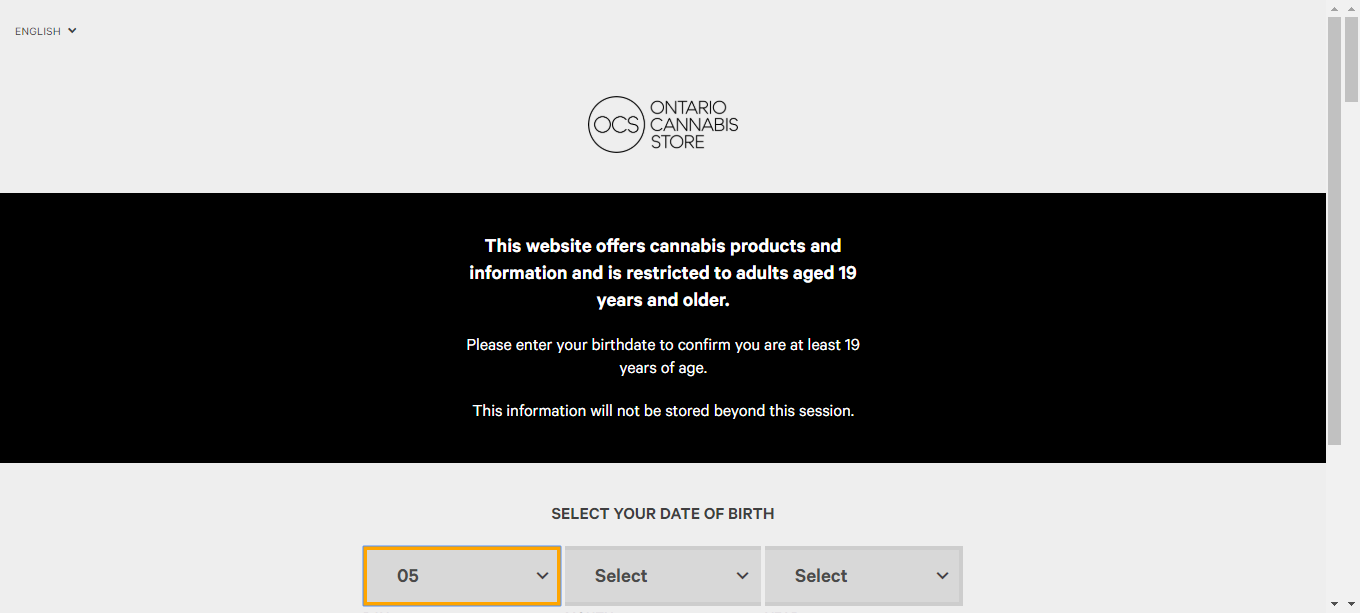 ENGLISH
OCS
ONTARIO
CANNABIS
STORE
This website offers cannabis products and
information and is restricted to adults aged 19
years and older.
Please enter your birthdate to confirm you are at least 19
years of age.
This information will not be stored beyond this session.
SELECT YOUR DATE OF BIRTH
05 Select Select